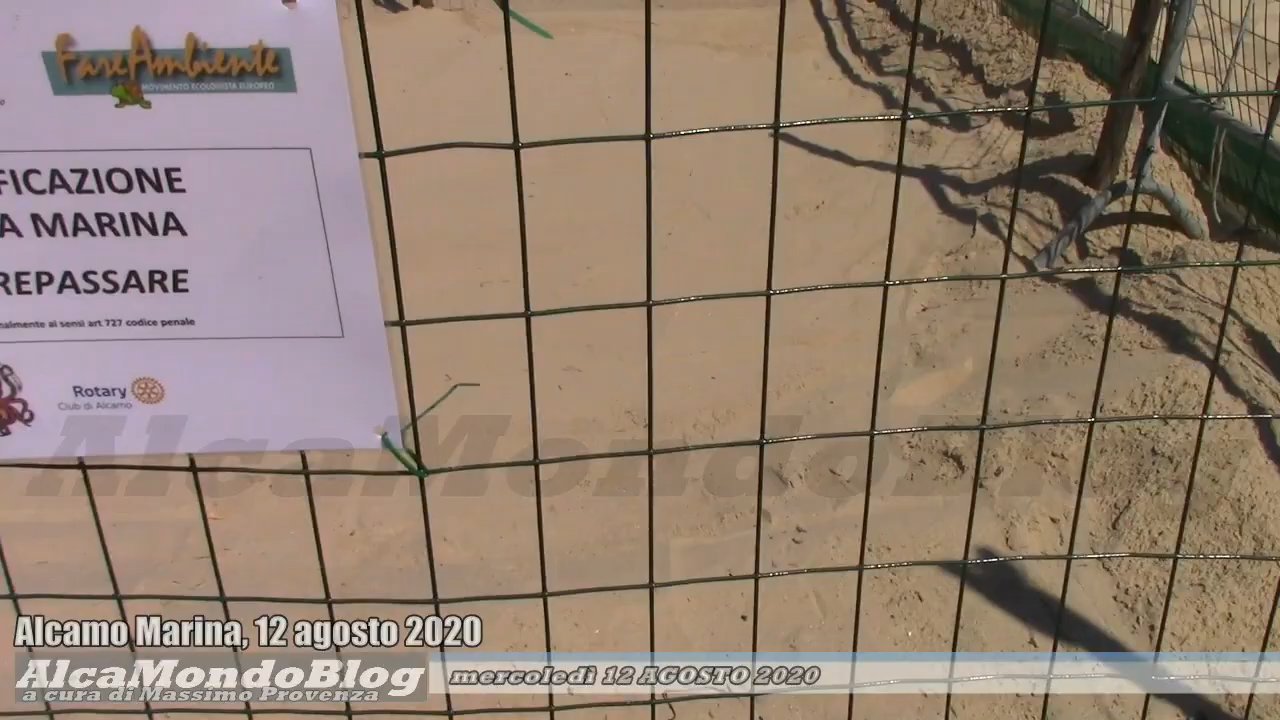 FareAmbiente
MOVIMENTO ECOLOGISTA EUROPEO
FICAZIONE
A MARINA
REPASSARE
nalmente ai sensi art 727 codice penale
Rotary
Club di Alcamo
AlcaMondoBl
Alcamo Marina, 12 agosto 2020
AlcaMondoBlog
a cura di Massimo Provenza
mercoledì 12 AGOSTO 2020